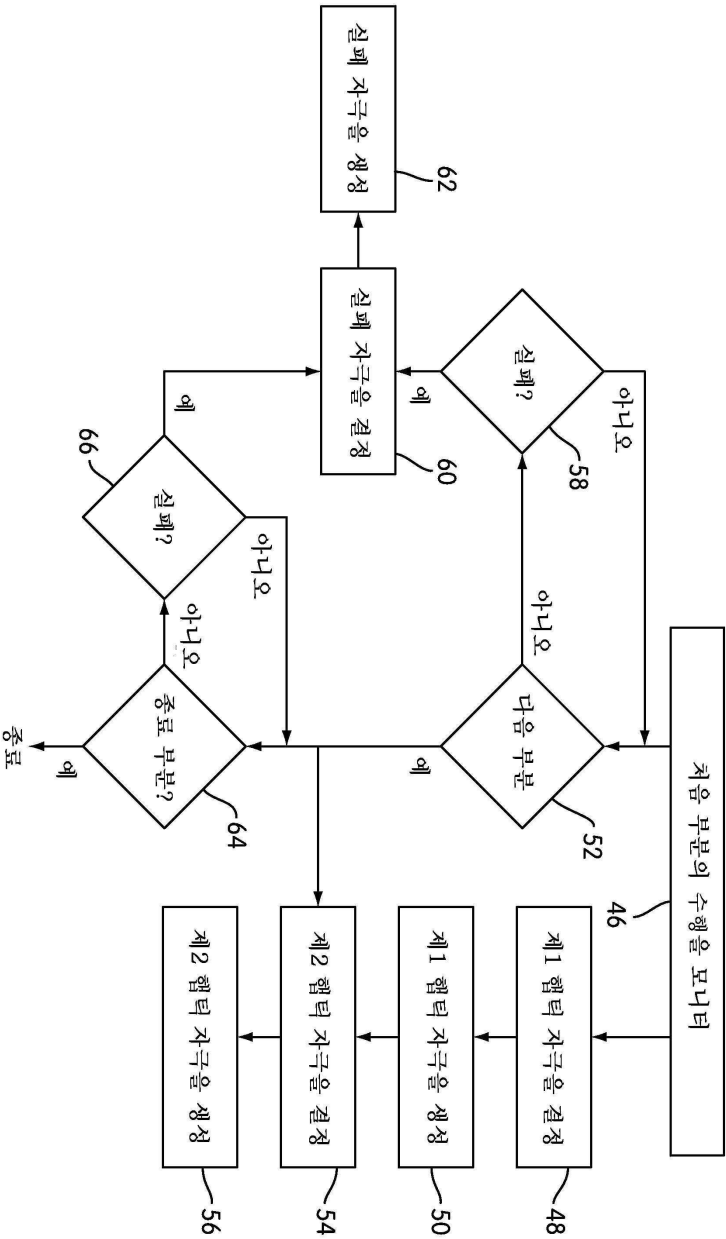 처음 부분의 수행을 모니터
46
아니요
실패?
58
아니요
다음 부분
52
제1 햅틱 자극을 결정
48
예
예
제1 햅틱 자극을 생성
50
실패 자극을 생성
62
실패 자극을 결정
60
제2 햅틱 자극을 결정
54
아니요
예
66
실패?
아니요
종료 부분?
64
제2 햅틱 자극을 생성
56
예
종료